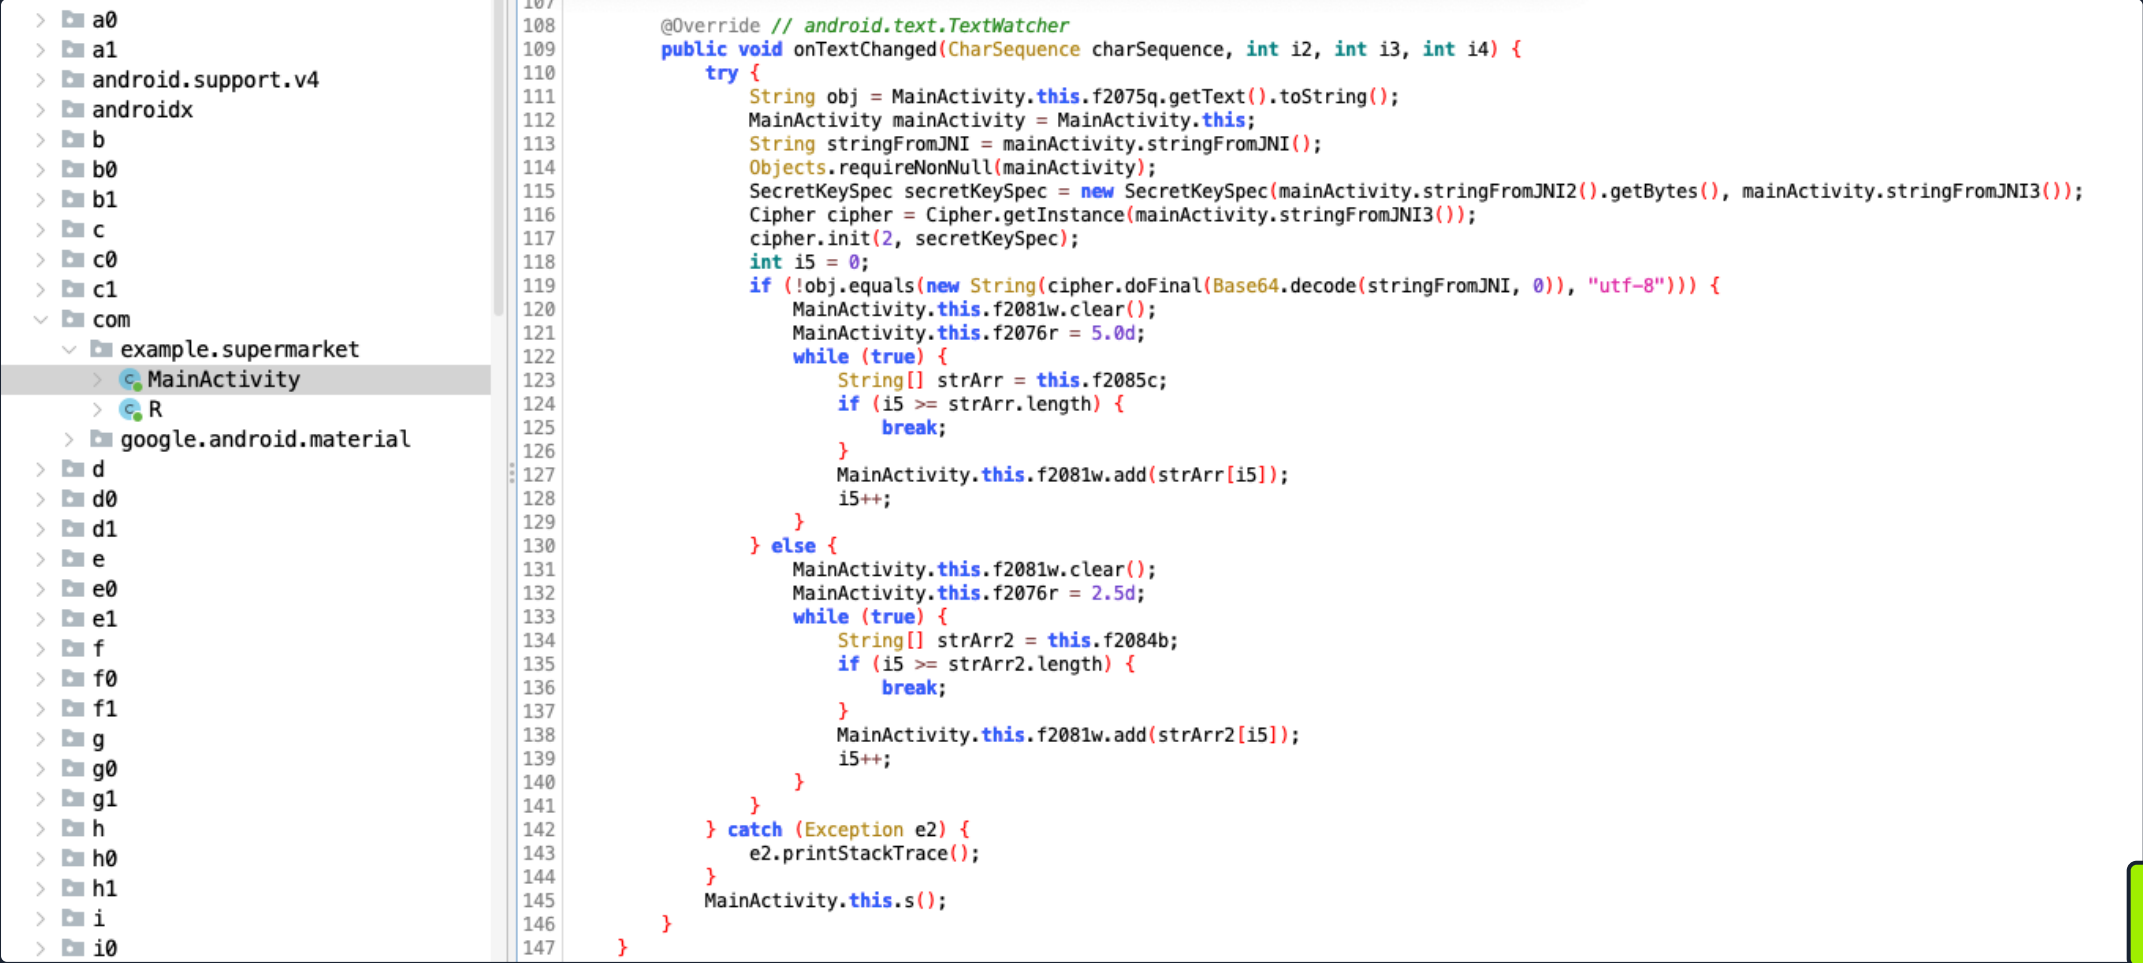 a0
a1
android.support.v4
androidx
b
b0
b1
c
c0
c1
com
example.supermarket
MainActivity
R
google.android.material
d
d0
d1
e
e0
e1
f
f0
f1
g
g0
g1
h
h0
h1
i
i0
107
108 @Override // android.text.TextWatcher
109 public void onTextChanged(CharSequence charSequence, int i2, int i3, int i4) {
110 try {
111 String obj = MainActivity.this.f2075q.getText().toString();
112 MainActivity mainActivity = MainActivity.this;
113 String stringFromJNI = mainActivity.stringFromJNI();
114 Objects.requireNonNull(mainActivity);
115 SecretKeySpec secretKeySpec = new SecretKeySpec(mainActivity.stringFromJNI2().getBytes(), mainActivity.stringFromJNI3());
116 Cipher cipher = Cipher.getInstance(mainActivity.stringFromJNI3());
117 cipher.init(2, secretKeySpec);
118 int i5 = 0;
119 if (!obj.equals(new String(cipher.doFinal(Base64.decode(stringFromJNI, 0)), "utf-8"))) {
120 MainActivity.this.f2081w.clear();
121 MainActivity.this.f2076r = 5.0d;
122 while (true) {
123 String[] strArr = this.f2085c;
124 if (i5 >= strArr.length) {
125 break;
126 }
127 MainActivity.this.f2081w.add(strArr[i5]);
128 i5++;
129 }
130 } else {
131 MainActivity.this.f2081w.clear();
132 MainActivity.this.f2076r = 2.5d;
133 while (true) {
134 String[] strArr2 = this.f2084b;
135 if (i5 >= strArr2.length) {
136 break;
137 }
138 MainActivity.this.f2081w.add(strArr2[i5]);
139 i5++;
140 }
141 }
142 } catch (Exception e2) {
143 e2.printStackTrace();
144 }
145 MainActivity.this.s();
146 }
147 }